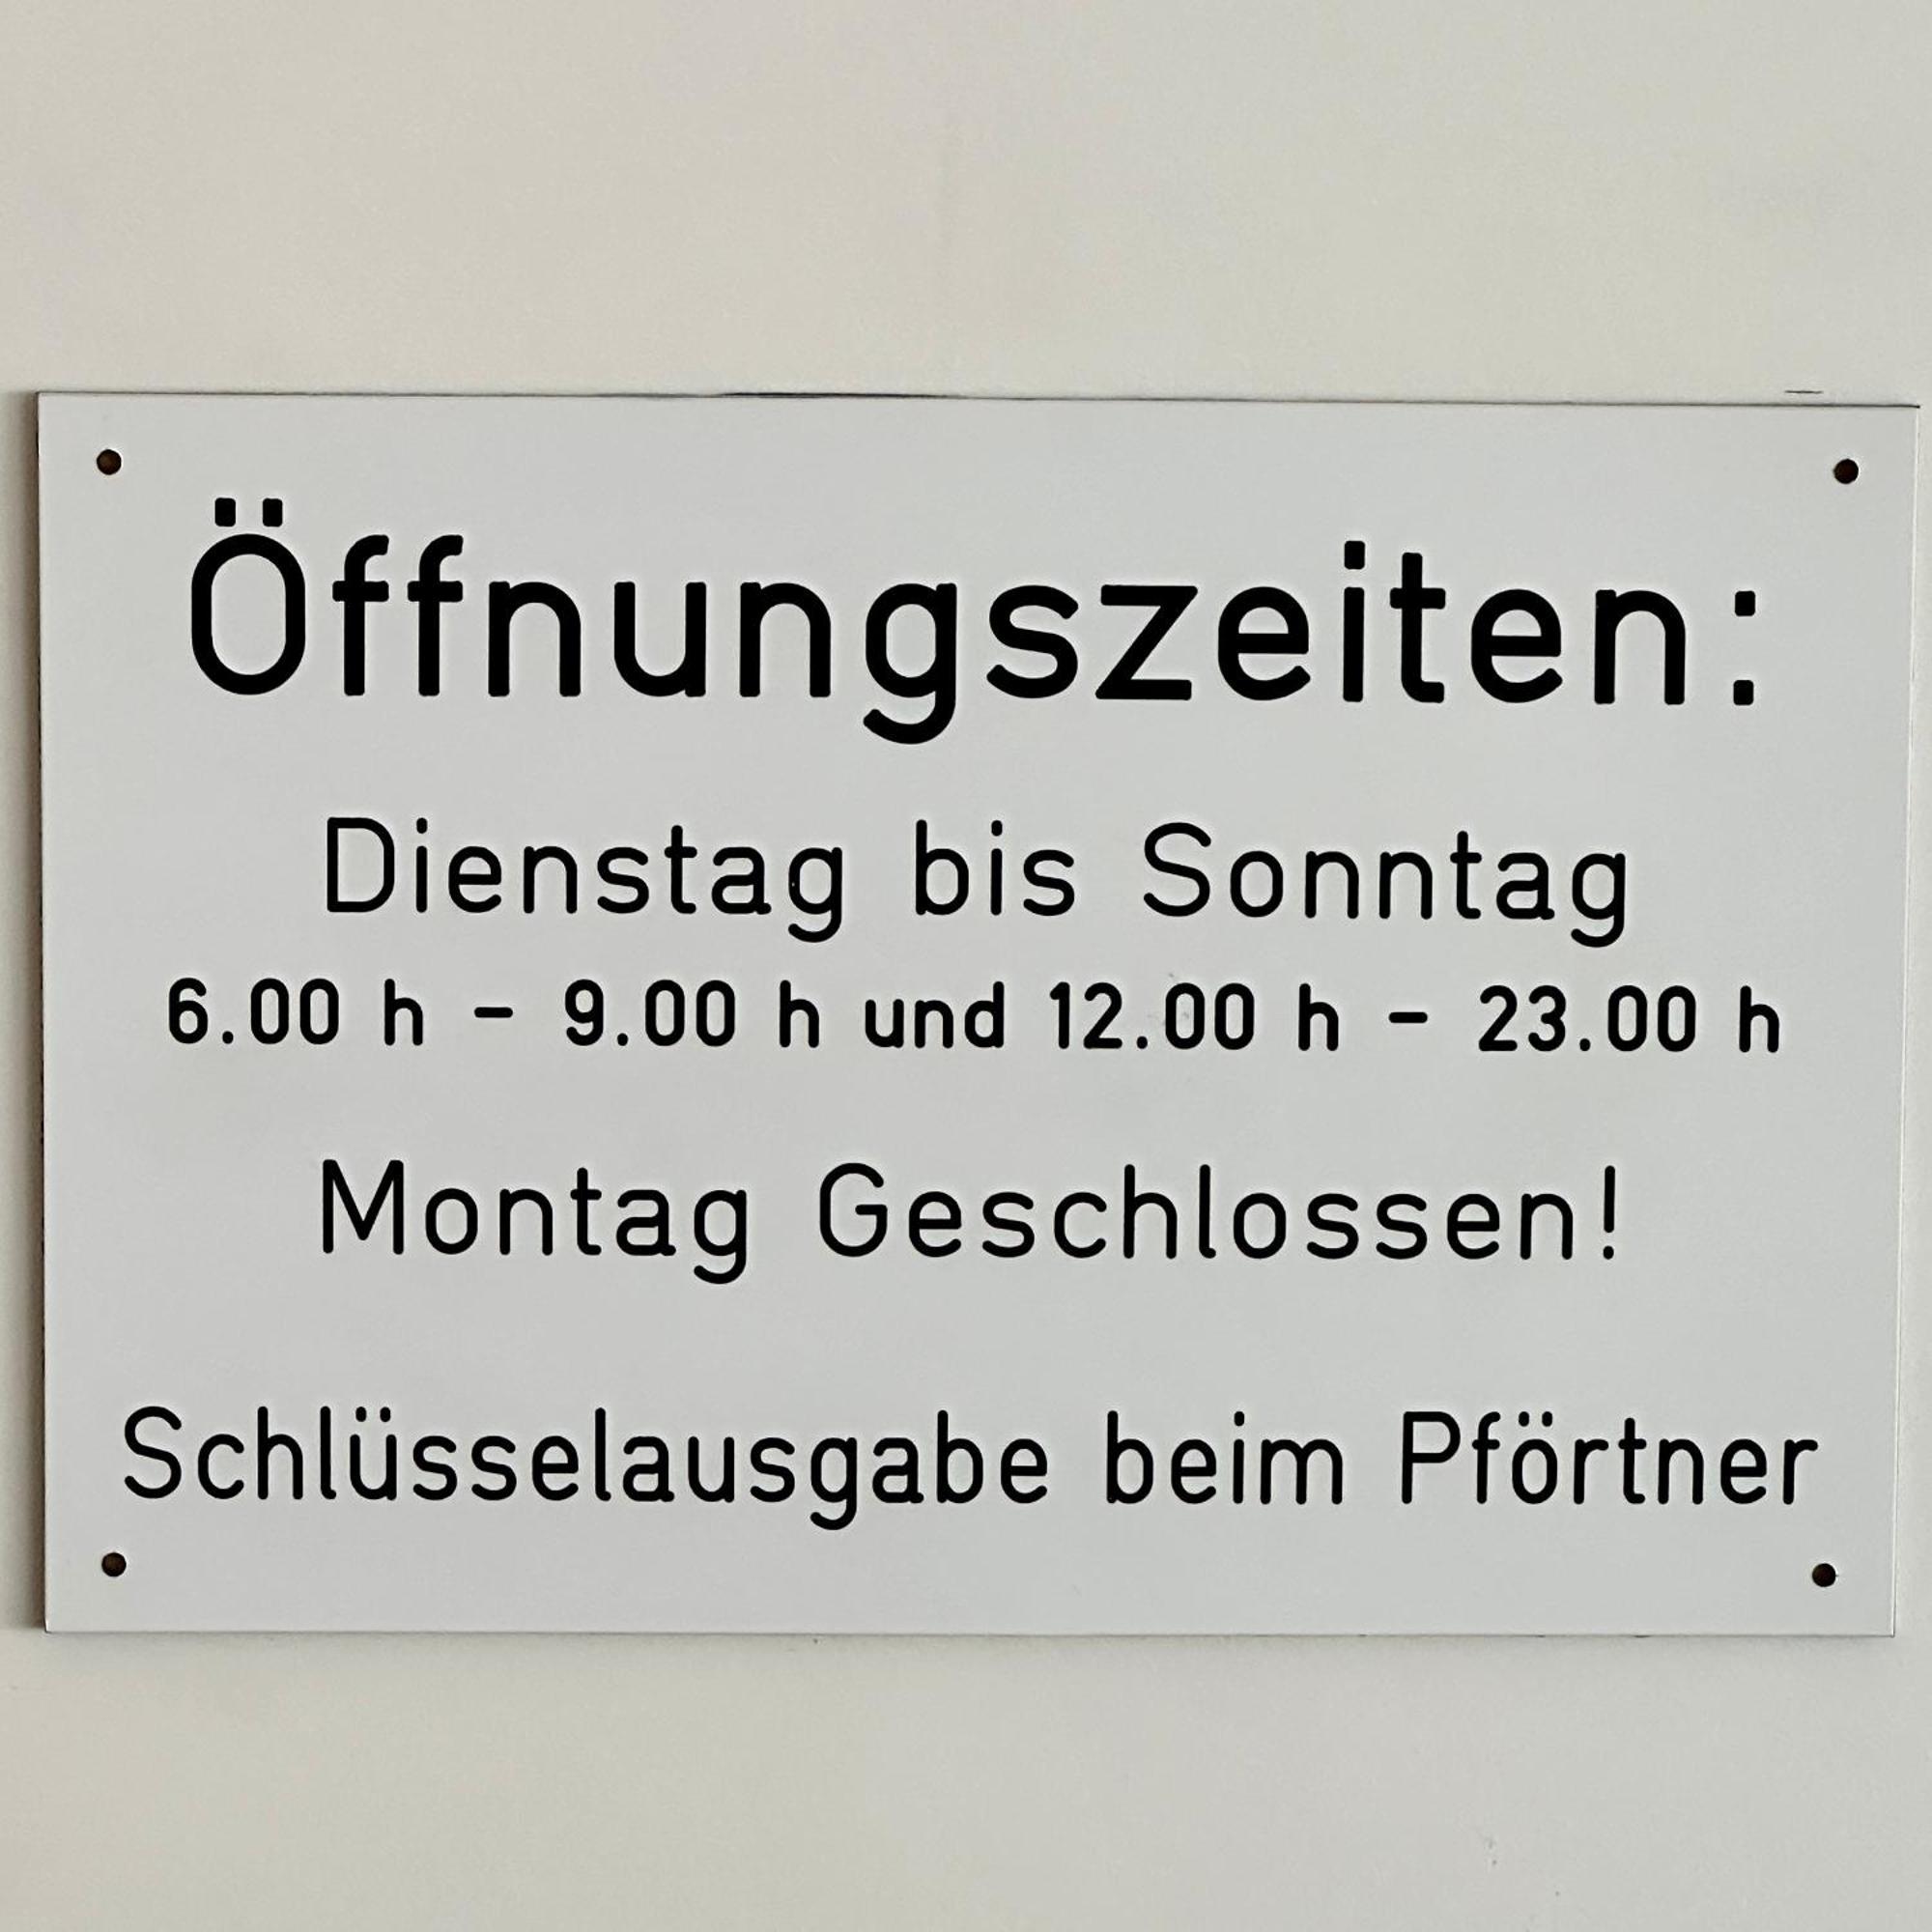 Öffnungszeiten:
Dienstag bis Sonntag
6.00 h - 9.00 h und 12.00 h - 23.00 h
Montag Geschlossen!
Schlüsselausgabe beim Pförtner